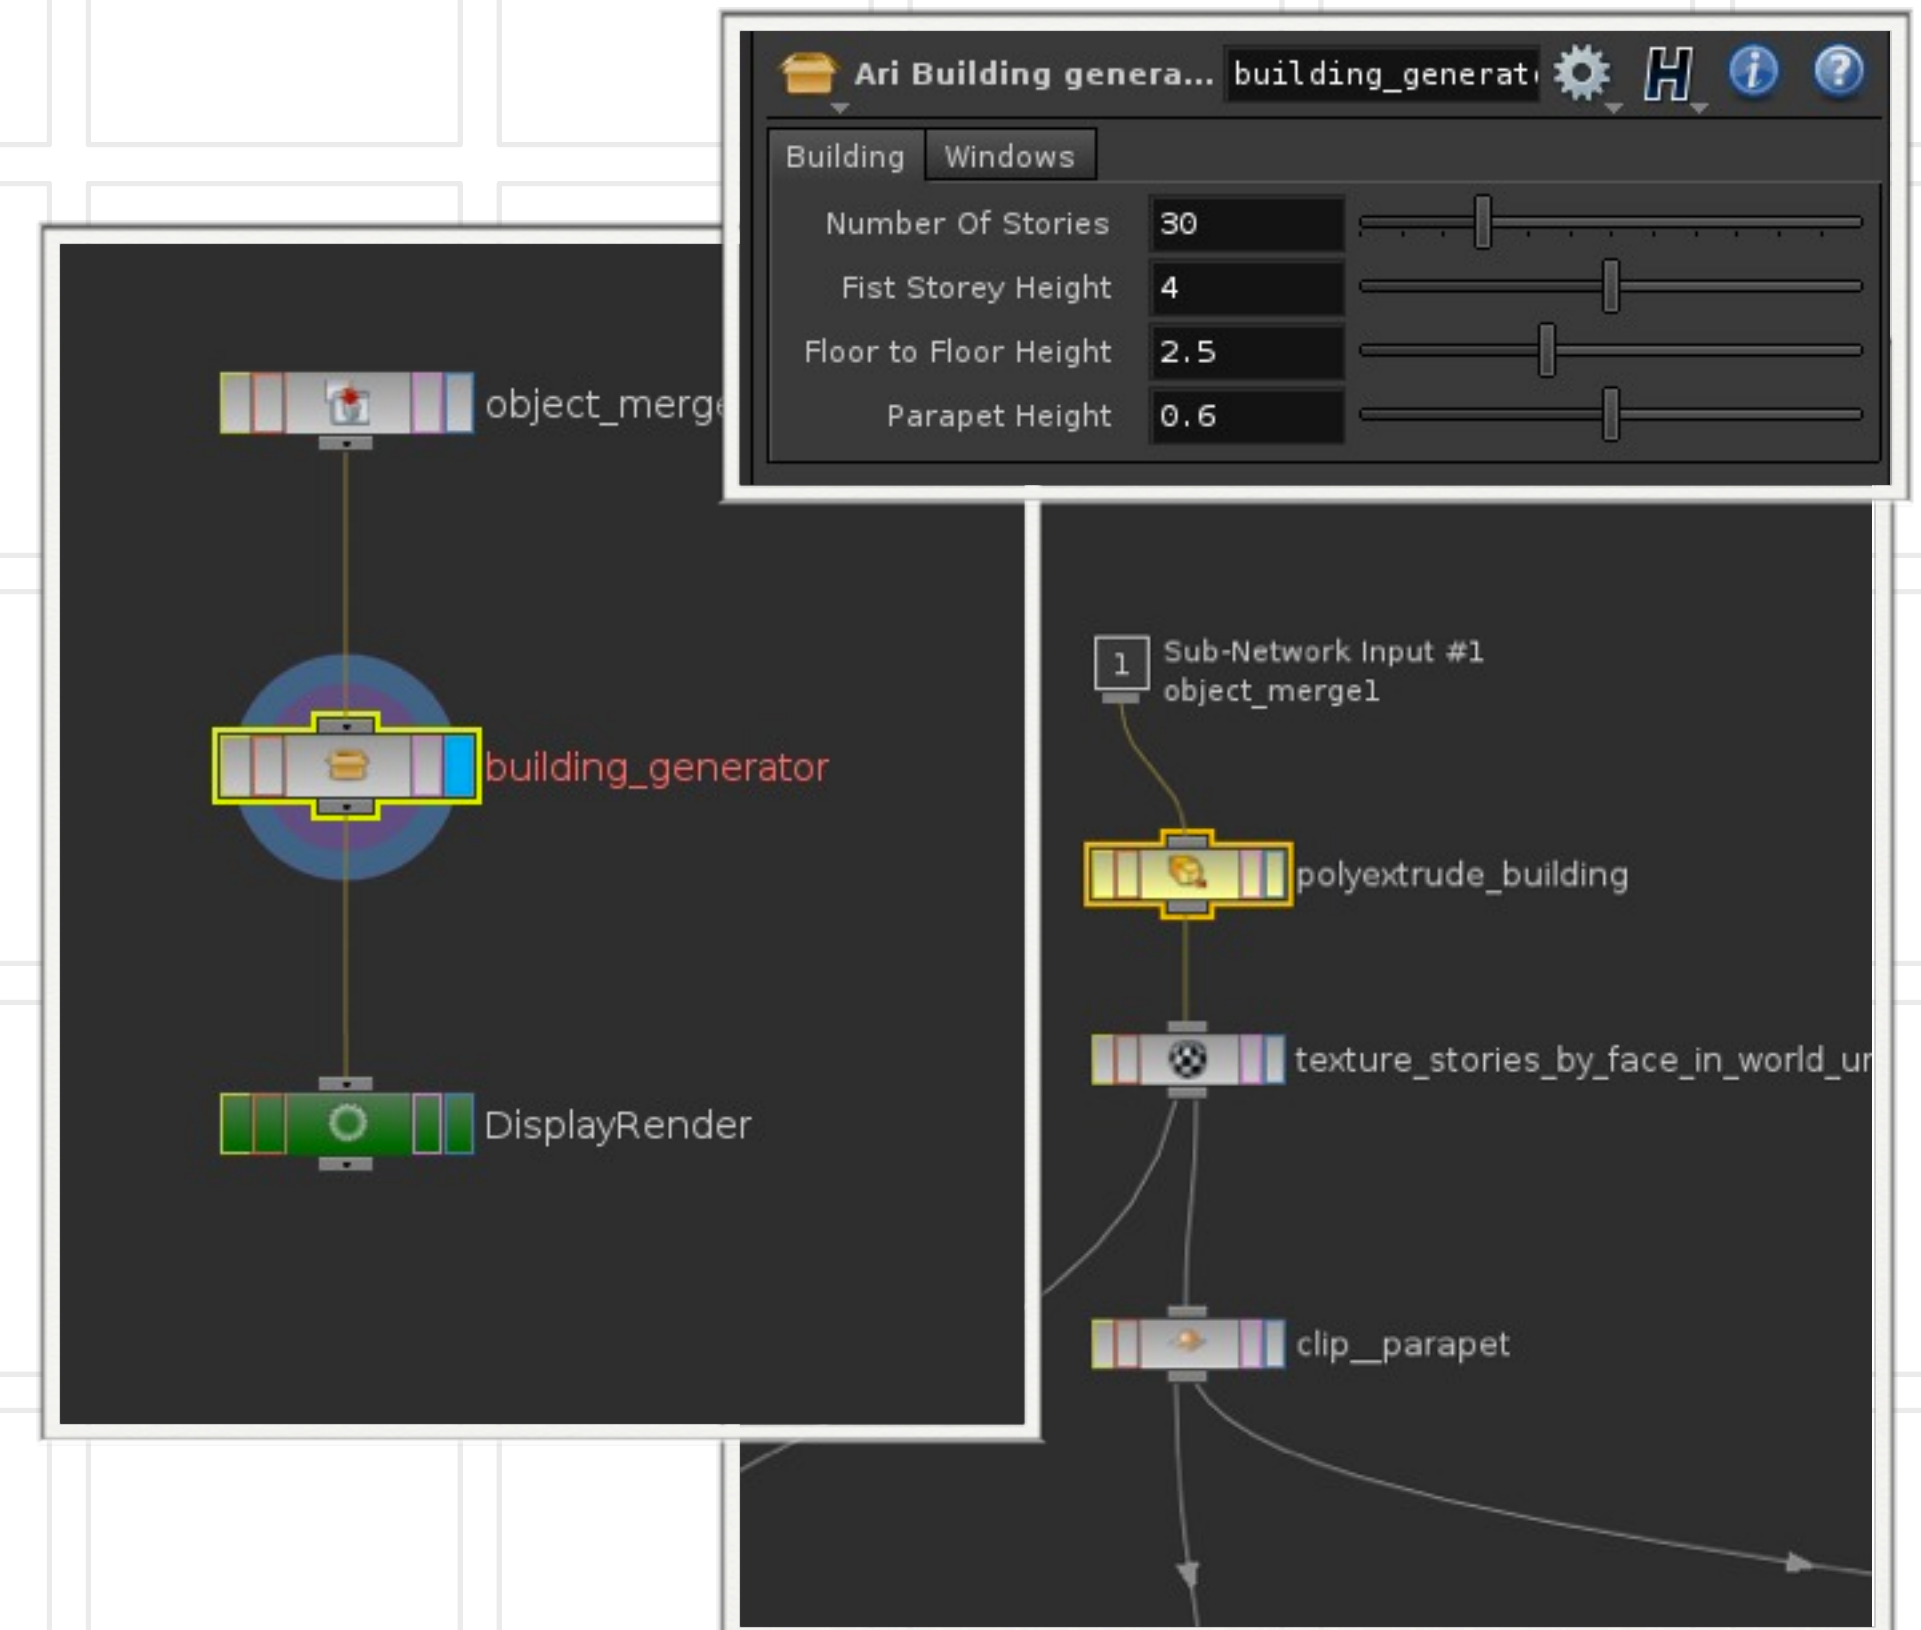 Ari Building genera...
building_generat
Building
Windows
Number Of Stories
30
Fist Storey Height
4
Floor to Floor Height
2.5
Parapet Height
0.6
object_merge
building_generator
DisplayRender
1
Sub-Network Input #1
object_merge1
polyextrude_building
texture_stories_by_face_in_world_un
clip__parapet